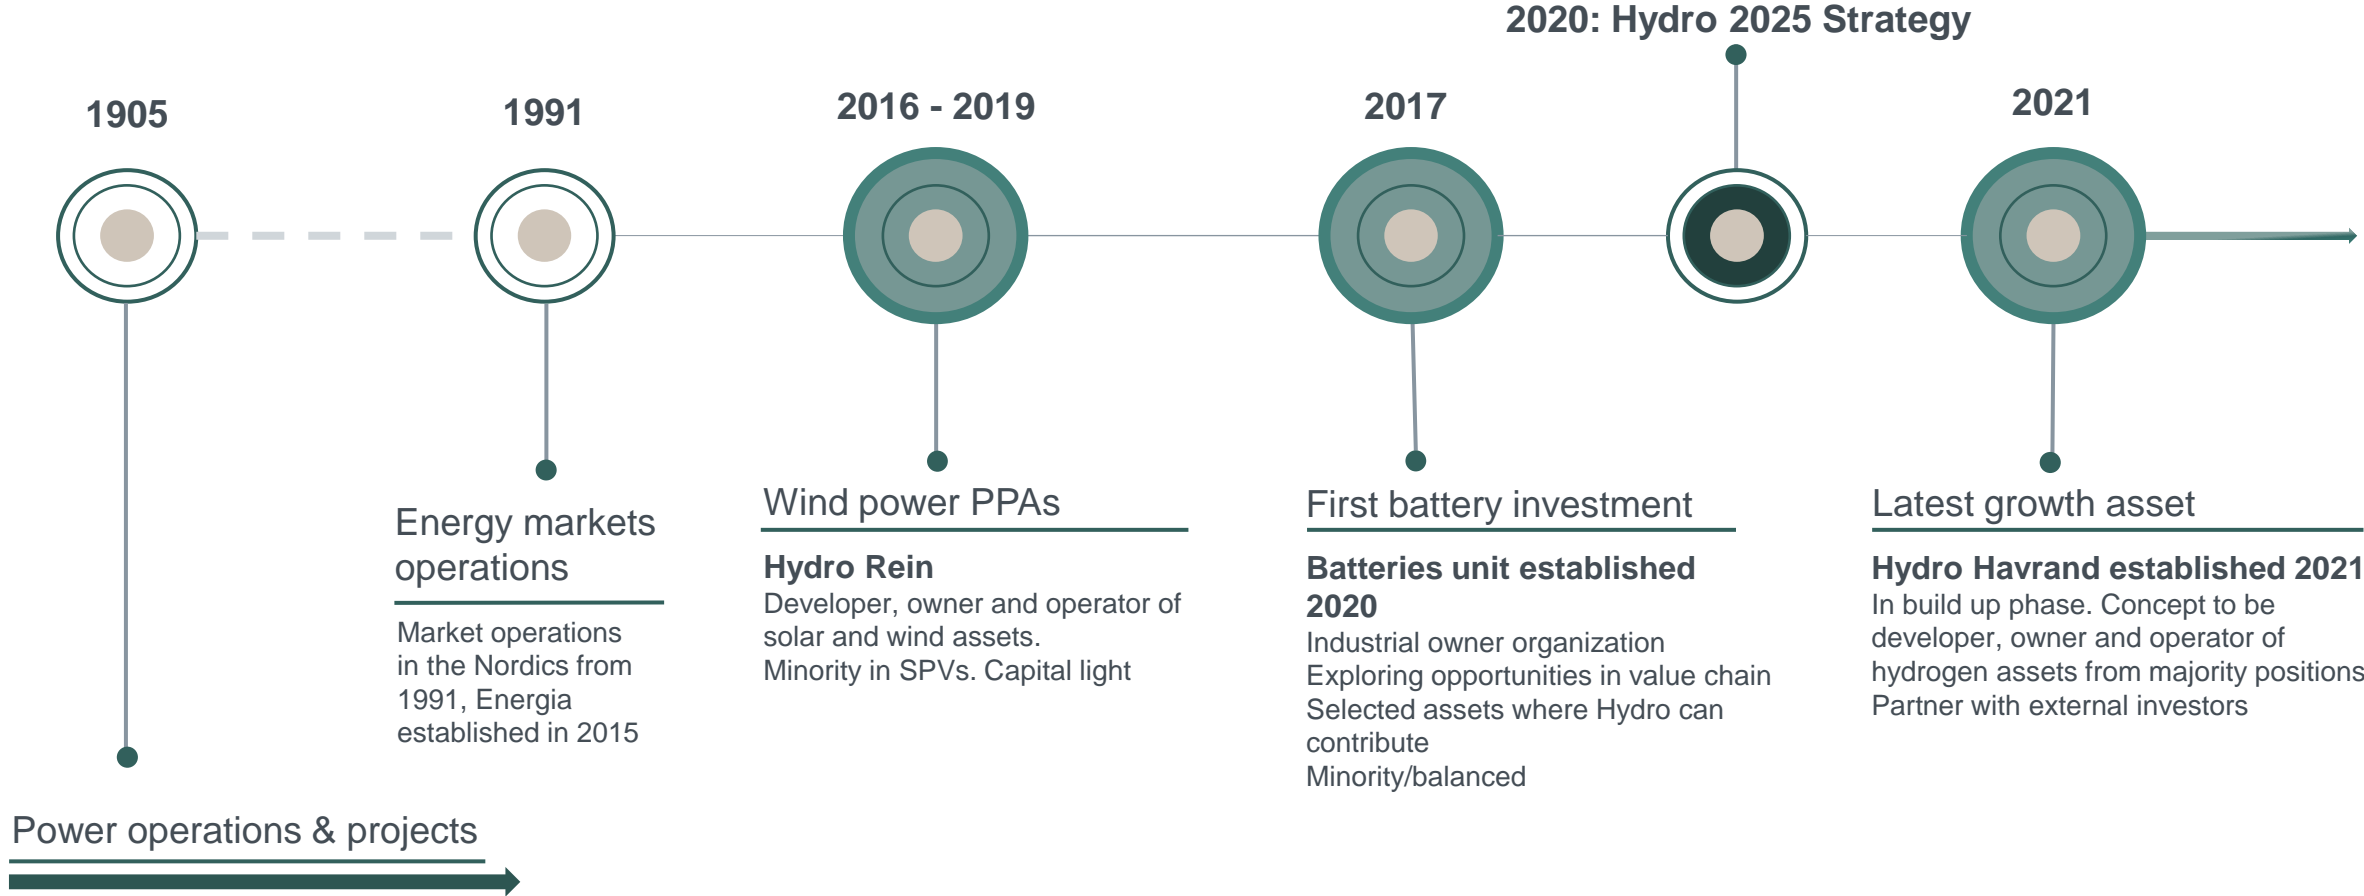 2020: Hydro 2025 Strategy
1905
1991
2016 - 2019
2017
2021
Energy markets
operations
Market operations
in the Nordics from
1991, Energia
established in 2015
Wind power PPAs
Hydro Rein
Developer, owner and operator of
solar and wind assets.
Minority in SPVs. Capital light
First battery investment
Batteries unit established
2020
Industrial owner organization
Exploring opportunities in value chain
Selected assets where Hydro can
contribute
Minority/balanced
Latest growth asset
Hydro Havrand established 2021
In build up phase. Concept to be
developer, owner and operator of
hydrogen assets from majority positions
Partner with external investors
Power operations & projects